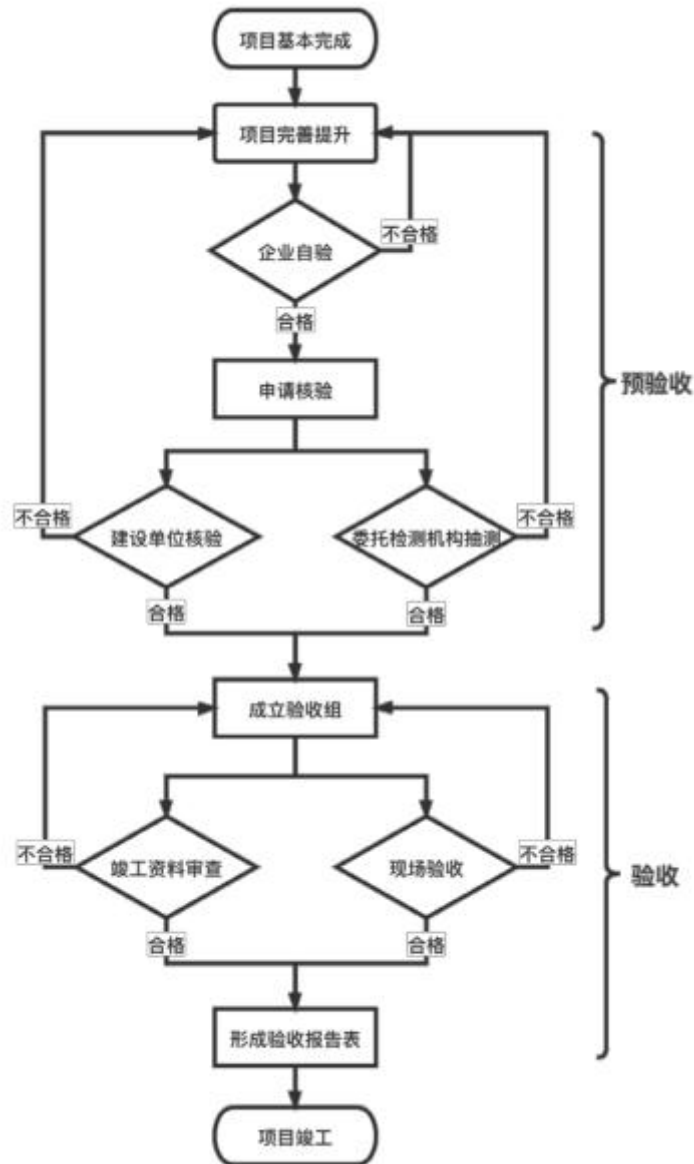 项目基本完成
项目完善提升
企业自验
不合格
合格
申请核验
预验收
不合格
建设单位核验
委托检测机构抽测
不合格
合格
合格
成立验收组
不合格
竣工资料审查
现场验收
不合格
验收
合格
合格
形成验收报告表
项目竣工